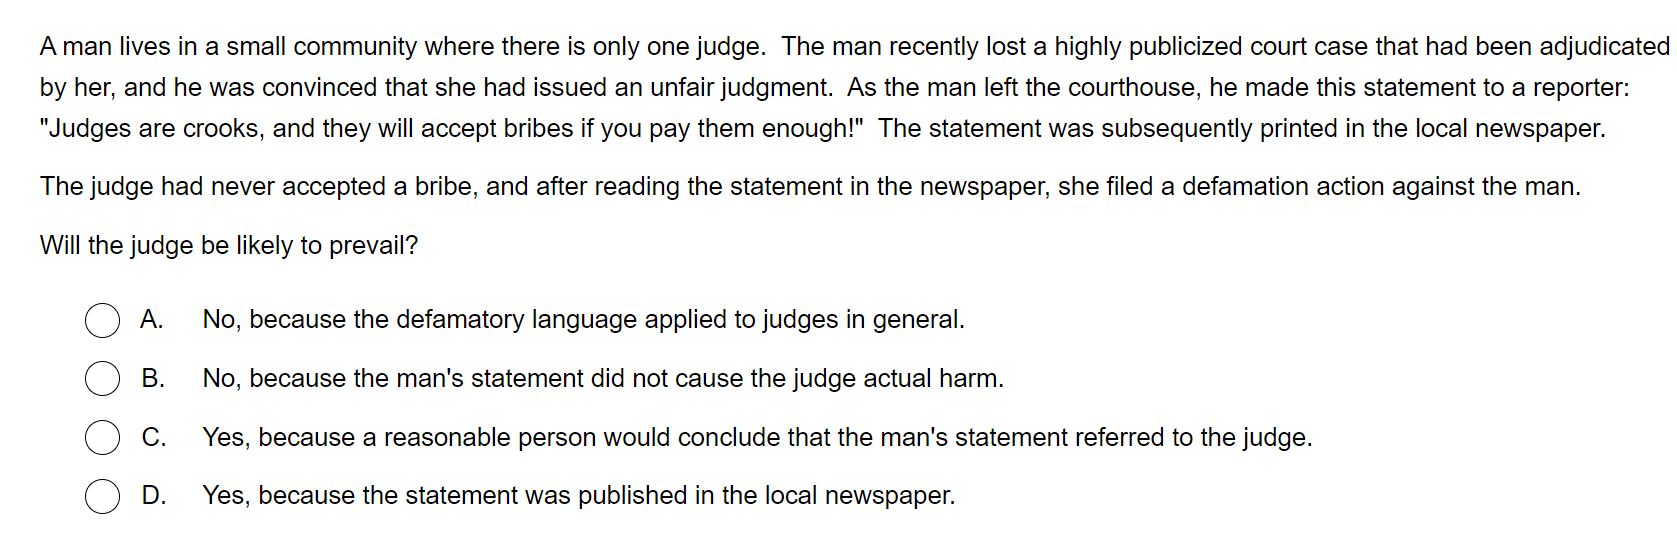 A man lives in a small community where there is only one judge.  The man recently lost a highly publicized court case that had been adjudicated
by her, and he was convinced that she had issued an unfair judgment.  As the man left the courthouse, he made this statement to a reporter:
"Judges are crooks, and they will accept bribes if you pay them enough!"  The statement was subsequently printed in the local newspaper.
The judge had never accepted a bribe, and after reading the statement in the newspaper, she filed a defamation action against the man.
Will the judge be likely to prevail?
A. No, because the defamatory language applied to judges in general.
B. No, because the man's statement did not cause the judge actual harm.
C. Yes, because a reasonable person would conclude that the man's statement referred to the judge.
D. Yes, because the statement was published in the local newspaper.